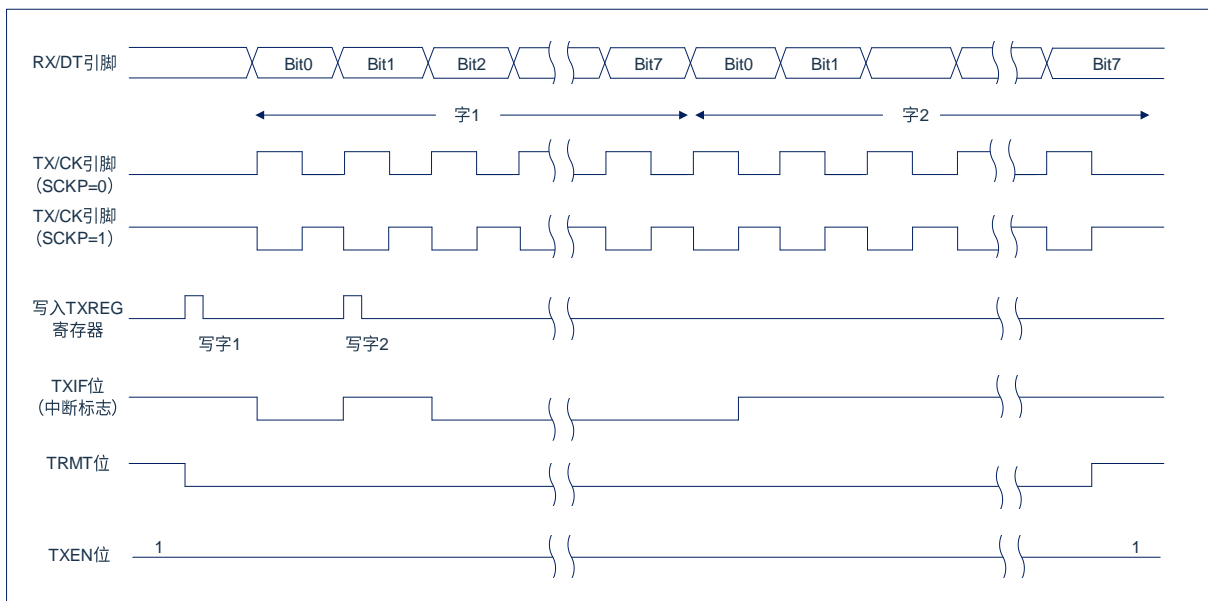 RX/DT引脚
Bit0 Bit1 Bit2 Bit7 Bit0 Bit1 Bit7
字1 字2
TX/CK引脚
（SCKP=0）
TX/CK引脚
（SCKP=1）
写入TXREG
寄存器
写字1 写字2
TXIF位
（中断标志）
TRMT位
TXEN位
1 1